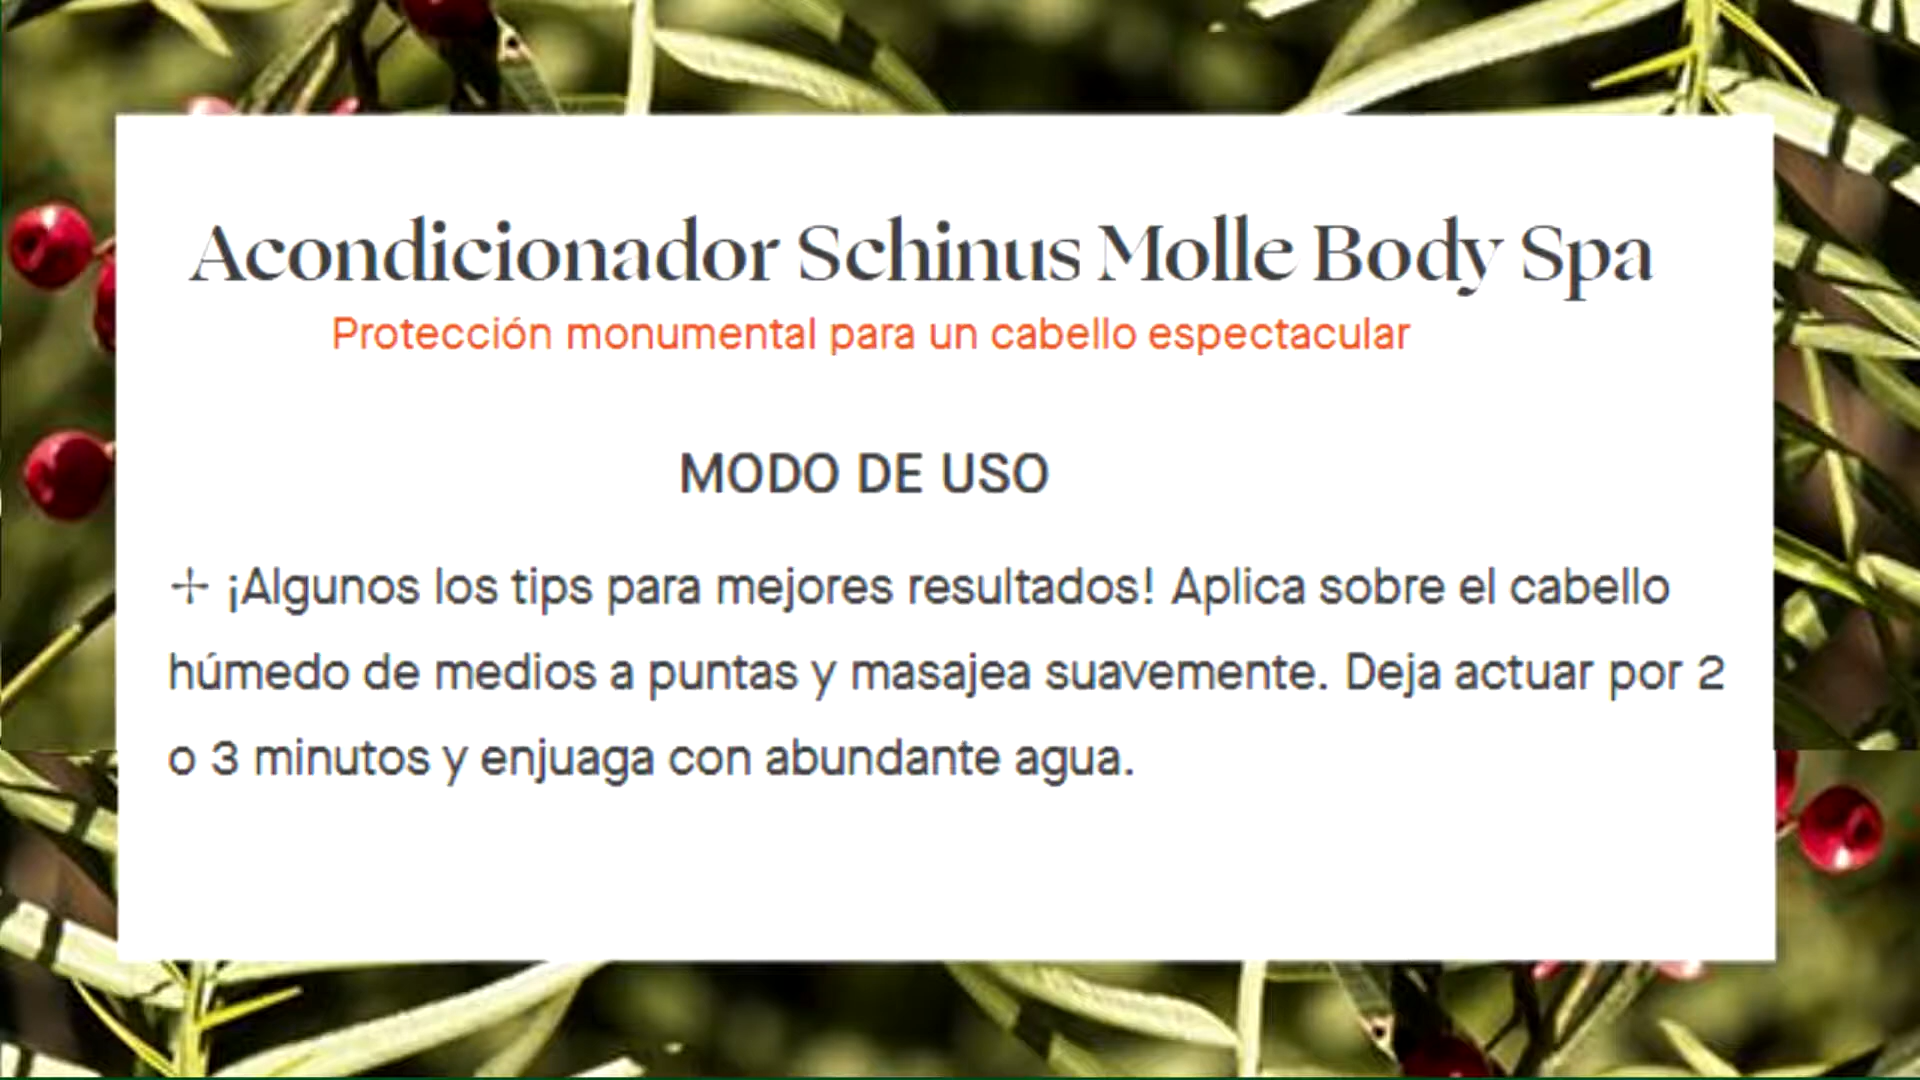 Acondicionador Schinus Molle Body Spa
Protección monumental para un cabello espectacular
MODO DE USO
+ ¡Algunos los tips para mejores resultados! Aplica sobre el cabello
húmedo de medios a puntas y masajea suavemente. Deja actuar por 2
o 3 minutos y enjuaga con abundante agua.